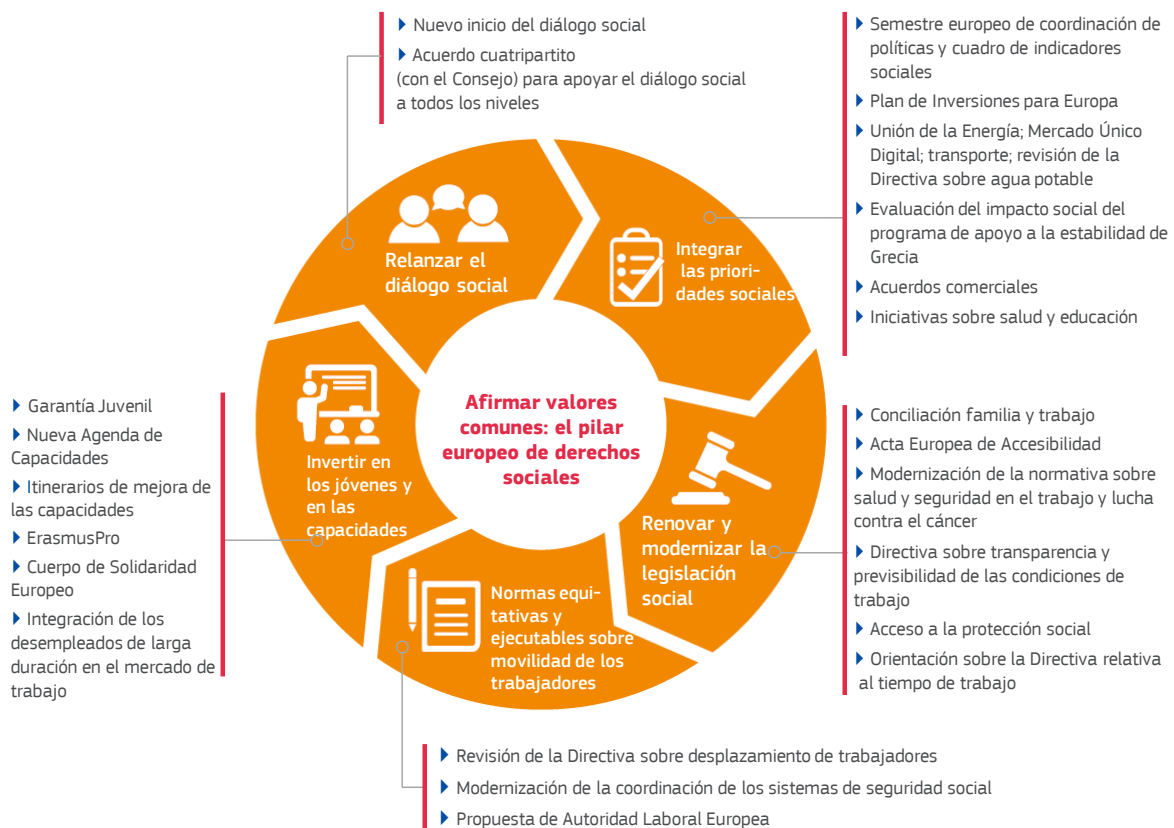 ▶ Nuevo inicio del diálogo social
▶ Acuerdo cuatripartito
(con el Consejo) para apoyar el diálogo social
a todos los niveles
▶ Semestre europeo de coordinación de
políticas y cuadro de indicadores
sociales
▶ Plan de Inversiones para Europa
▶ Unión de la Energía; Mercado Único
Digital; transporte; revisión de la
Directiva sobre agua potable
▶ Evaluación del impacto social del
programa de apoyo a la estabilidad de
Grecia
▶ Acuerdos comerciales
▶ Iniciativas sobre salud y educación
Relanzar el
diálogo social
Integrar
las priori-
dades sociales
Afirmar valores
comunes: el pilar
europeo de derechos
sociales
Invertir en
los jóvenes y
en las
capacidades
Renovar y
modernizar la
legislación
social
Normas equi-
tativas y
ejecutables sobre
movilidad de los
trabajadores
▶ Garantía Juvenil
▶ Nueva Agenda de
Capacidades
▶ Itinerarios de mejora de
las capacidades
▶ ErasmusPro
▶ Cuerpo de Solidaridad
Europeo
▶ Integración de los
desempleados de larga
duración en el mercado de
trabajo
▶ Conciliación familia y trabajo
▶ Acta Europea de Accesibilidad
▶ Modernización de la normativa sobre
salud y seguridad en el trabajo y lucha
contra el cáncer
▶ Directiva sobre transparencia y
previsibilidad de las condiciones de
trabajo
▶ Acceso a la protección social
▶ Orientación sobre la Directiva relativa
al tiempo de trabajo
▶ Revisión de la Directiva sobre desplazamiento de trabajadores
▶ Modernización de la coordinación de los sistemas de seguridad social
▶ Propuesta de Autoridad Laboral Europea